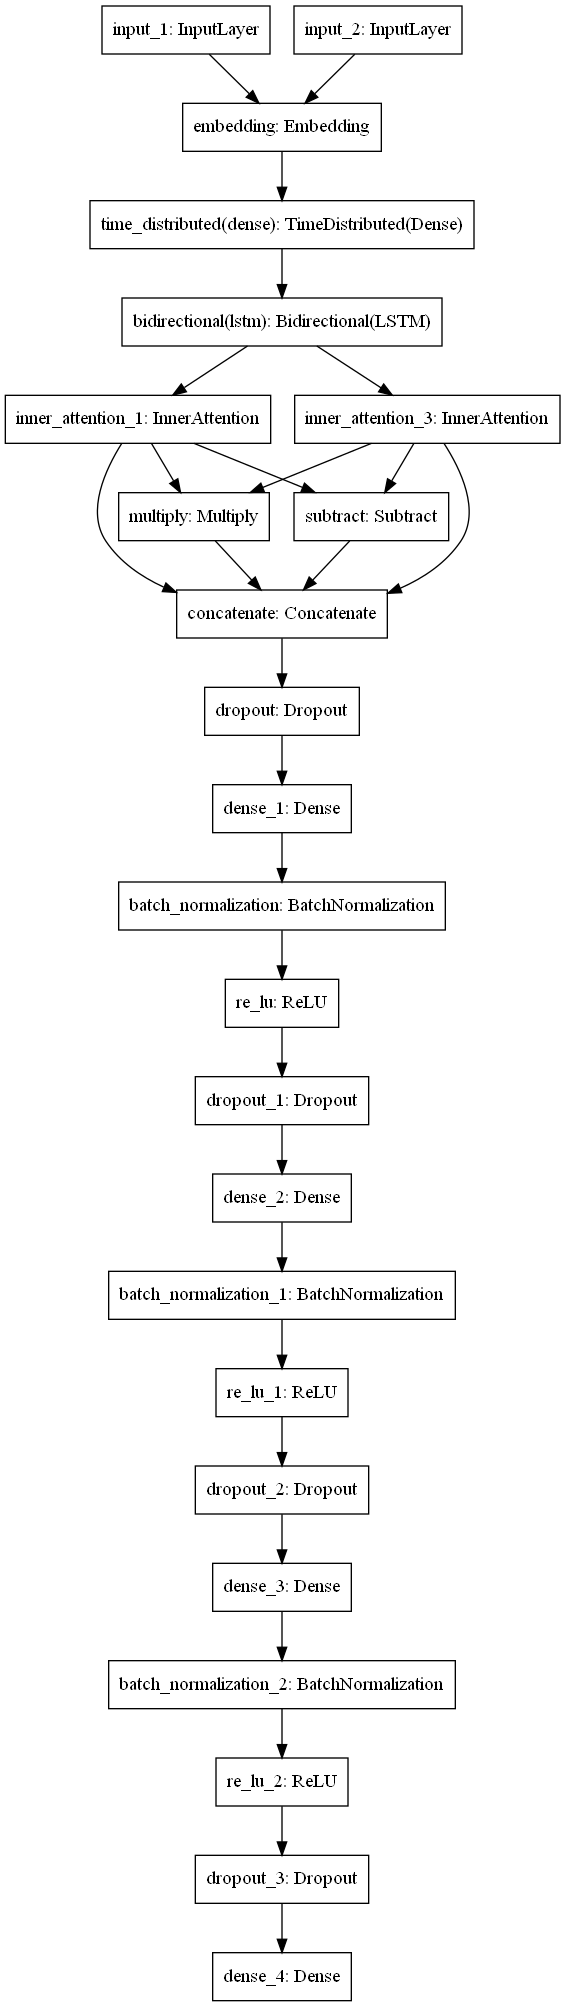 input_1: InputLayer
input_2: InputLayer
embedding: Embedding
time_distributed(dense): TimeDistributed(Dense)
bidirectional(lstm): Bidirectional(LSTM)
inner_attention_1: InnerAttention
inner_attention_3: InnerAttention
multiply: Multiply
subtract: Subtract
concatenate: Concatenate
dropout: Dropout
dense_1: Dense
batch_normalization: BatchNormalization
re_lu: ReLU
dropout_1: Dropout
dense_2: Dense
batch_normalization_1: BatchNormalization
re_lu_1: ReLU
dropout_2: Dropout
dense_3: Dense
batch_normalization_2: BatchNormalization
re_lu_2: ReLU
dropout_3: Dropout
dense_4: Dense